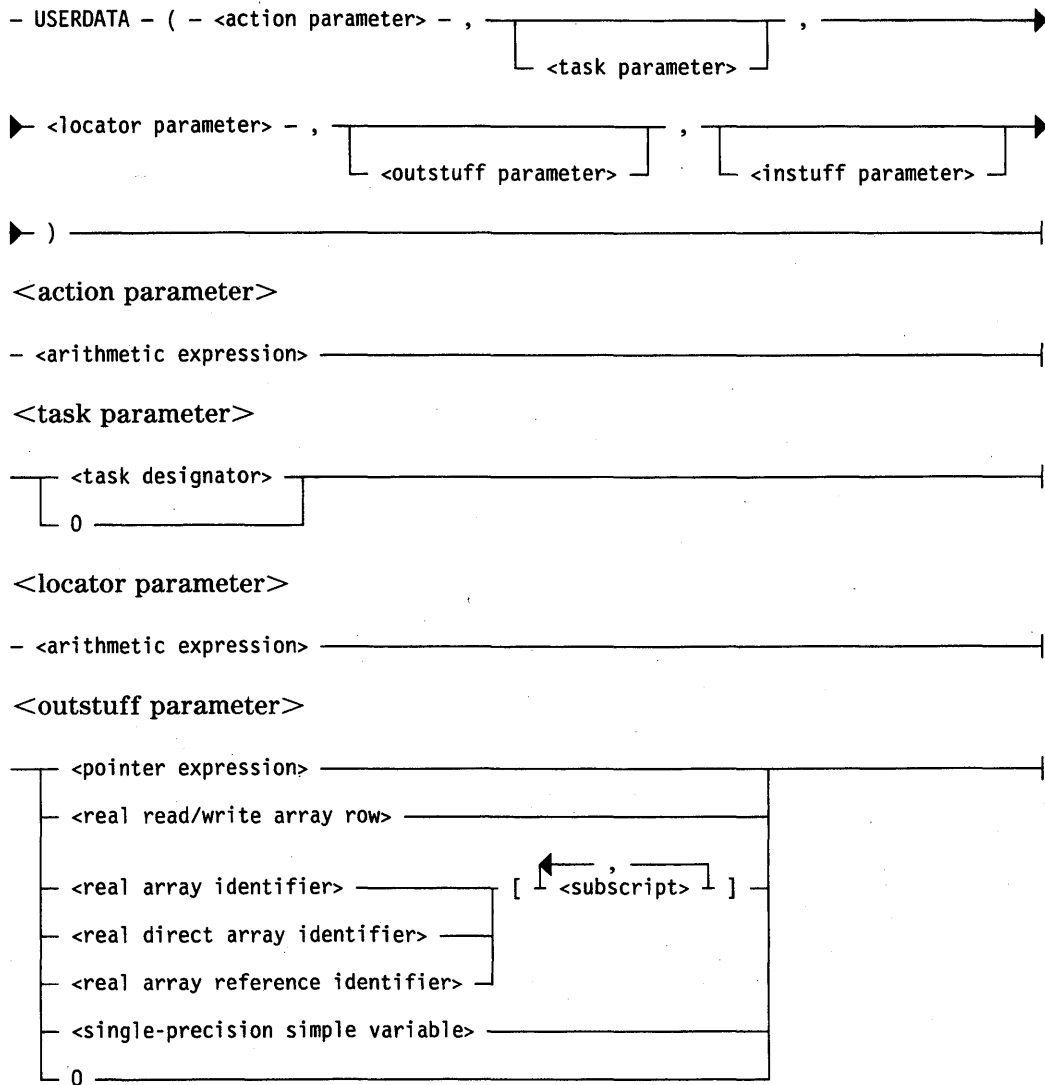 USERDATA - ( - <action parameter> - , ,
<task parameter>
<locator parameter> - , , 
<outstuff parameter> <instuff parameter>
)
<action parameter>
<arithmetic expression>
<task parameter>
<task designator>
0
<locator parameter>
<arithmetic expression>
<outstuff parameter>
<pointer expression>
<real read/write array row>
,
<real array identifier> [ <subscript> ]
<real direct array identifier>
<real array reference identifier>
<single-precision simple variable>
0